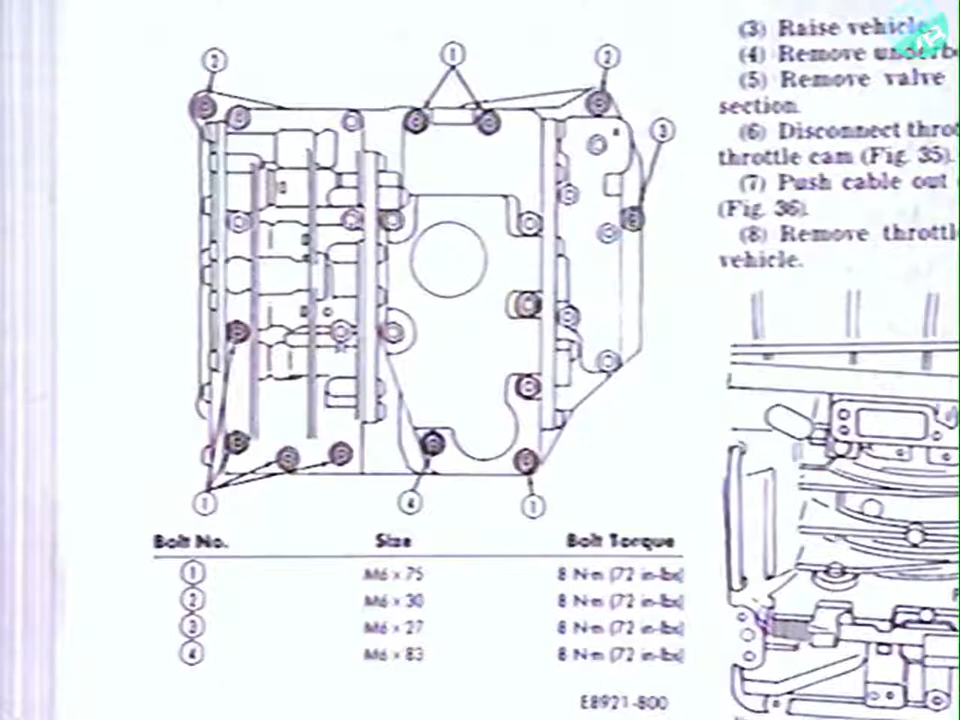 (3) Raise vehicle.
(4) Remove
(5) Remove valve
section.
(6) Disconnect
throttle cam (Fig. 35).
(7) Push cable out
(Fig. 36).
(8) Remove
vehicle.
2 1 2
3
1 4 1
Bolt No. Size Bolt Torque
1 M6 x 75 8 N·m (72 in-lbs)
2 M6 x 30 8 N·m (72 in-lbs)
3 M6 x 27 8 N·m (72 in-lbs)
4 M6 x 83 8 N·m (72 in-lbs)
E8921-800